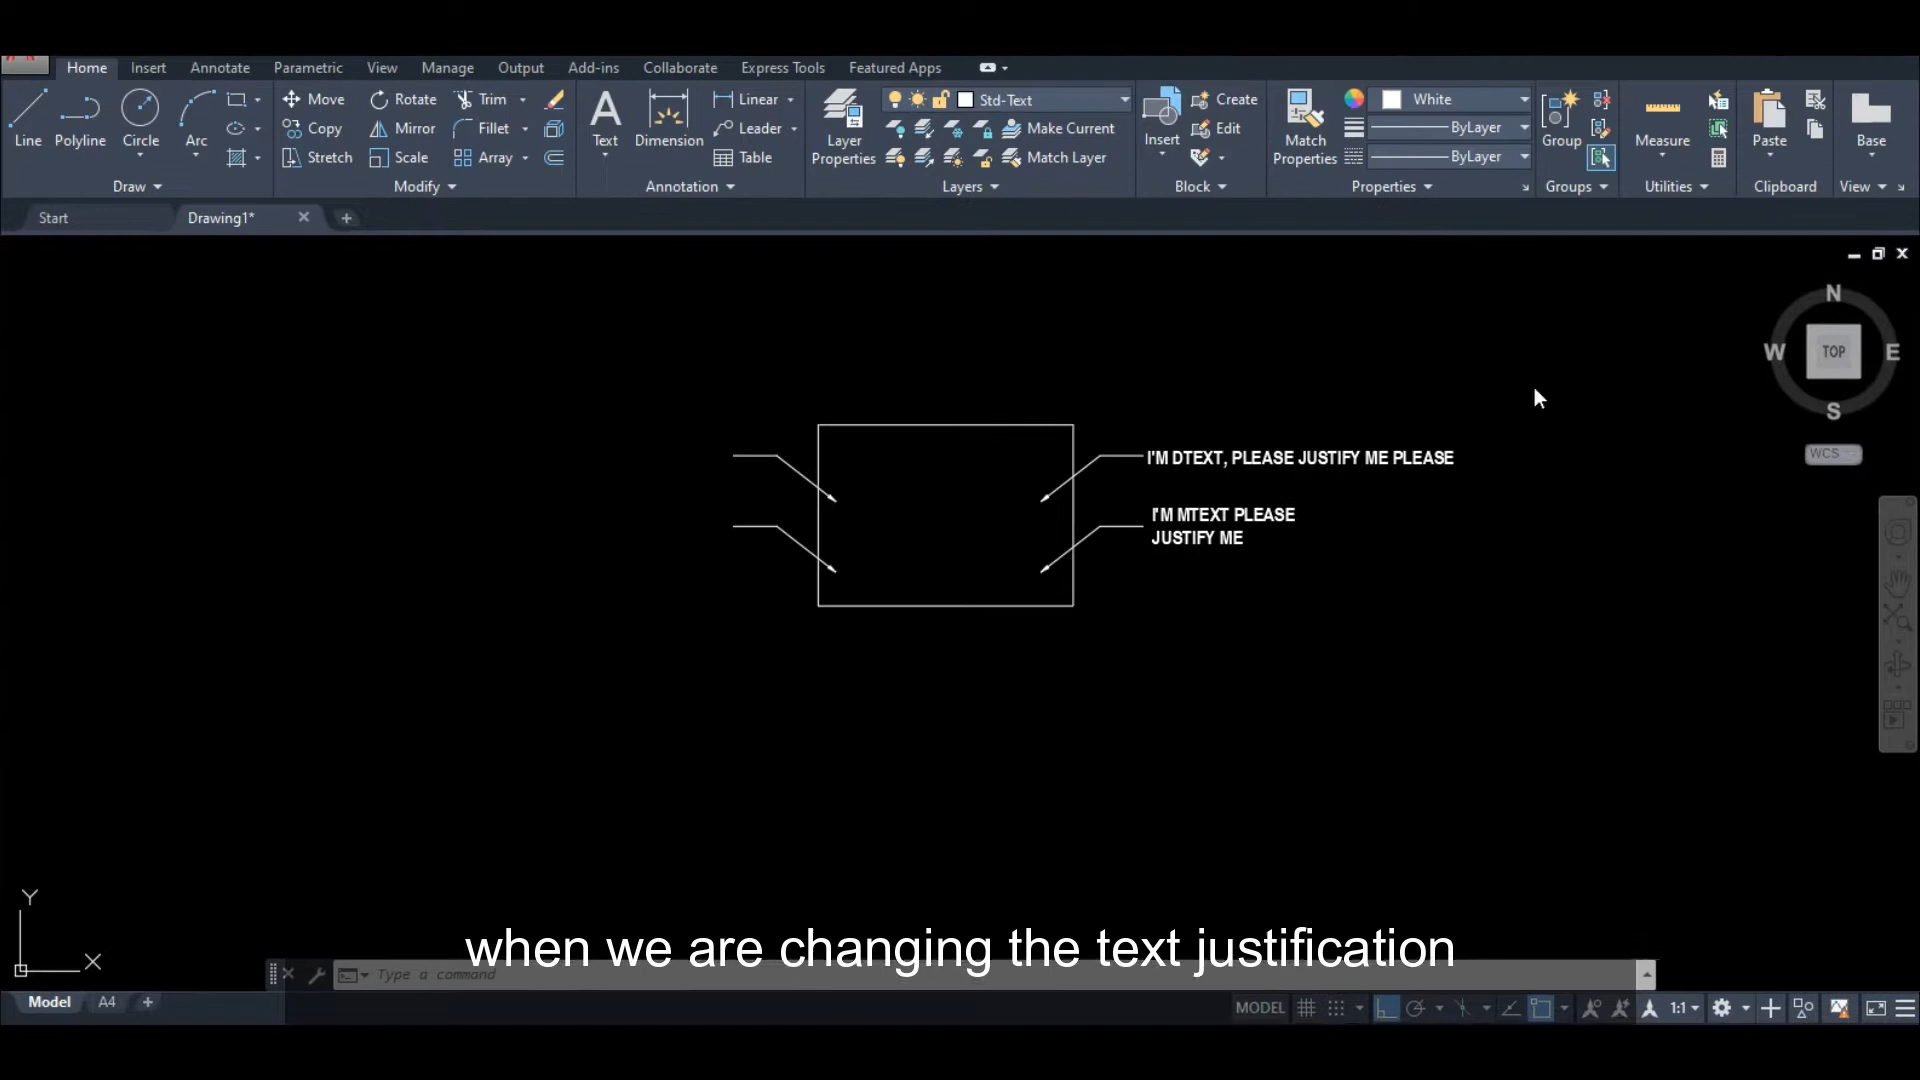 Home Insert Annotate Parametric View Manage Output Add-ins Collaborate Express Tools Featured Apps
Line Polyline Circle Arc
Move Rotate Trim
Copy Mirror Fillet
Stretch Scale Array
Text Dimension
Linear
Leader
Table
Layer Properties
Std-Text
Make Current
Match Layer
Insert
Create
Edit
Match Properties
White
ByLayer
ByLayer
Group
Measure
Paste
Base
Draw Modify Annotation Layers Block Properties Groups Utilities Clipboard View
Start Drawing1*
N
W TOP E
S
WCS
I'M DTEXT, PLEASE JUSTIFY ME PLEASE
I'M MTEXT PLEASE
JUSTIFY ME
Y
X
when we are changing the text justification
Type a command
Model A4
MODEL 1:1